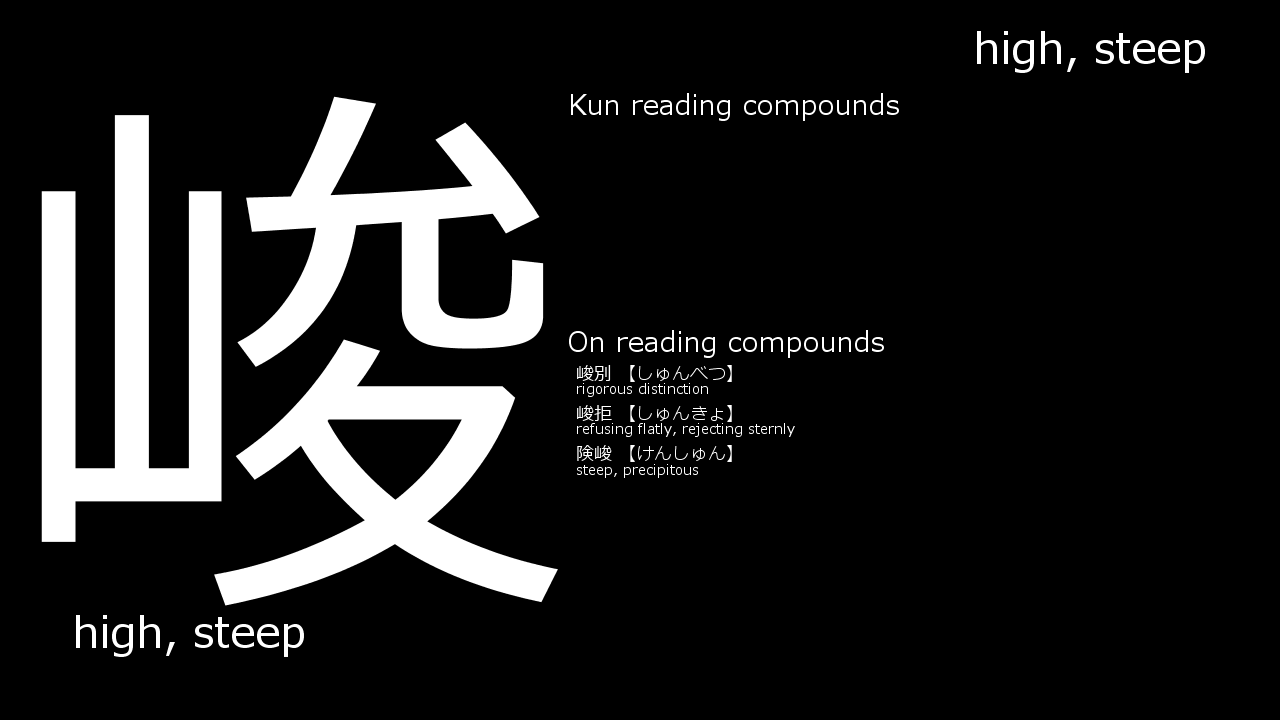 high, steep
峻
Kun reading compounds
On reading compounds
峻別 【しゅんべつ】
rigorous distinction
峻拒 【しゅんきょ】
refusing flatly, rejecting sternly
険峻 【けんしゅん】
steep, precipitous
high, steep